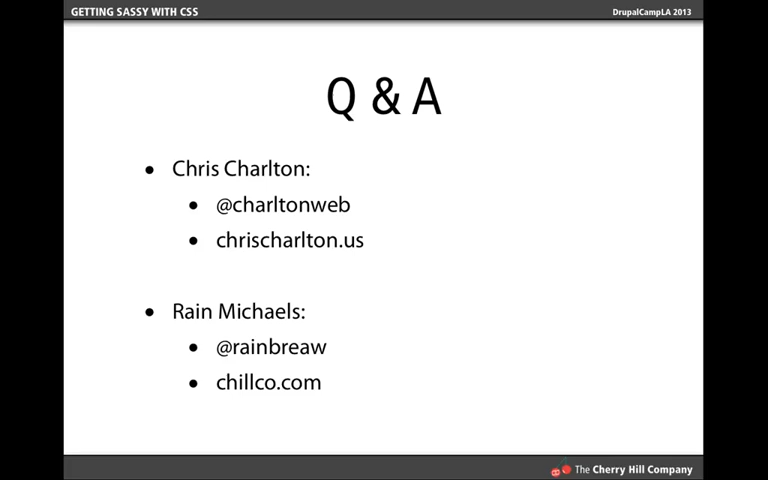 GETTING SASSY WITH CSS
DrupalCampLA 2013
Q & A
• Chris Charlton:
• @charltonweb
• chrischarlton.us
• Rain Michaels:
• @rainbreaw
• chillco.com
The Cherry Hill Company